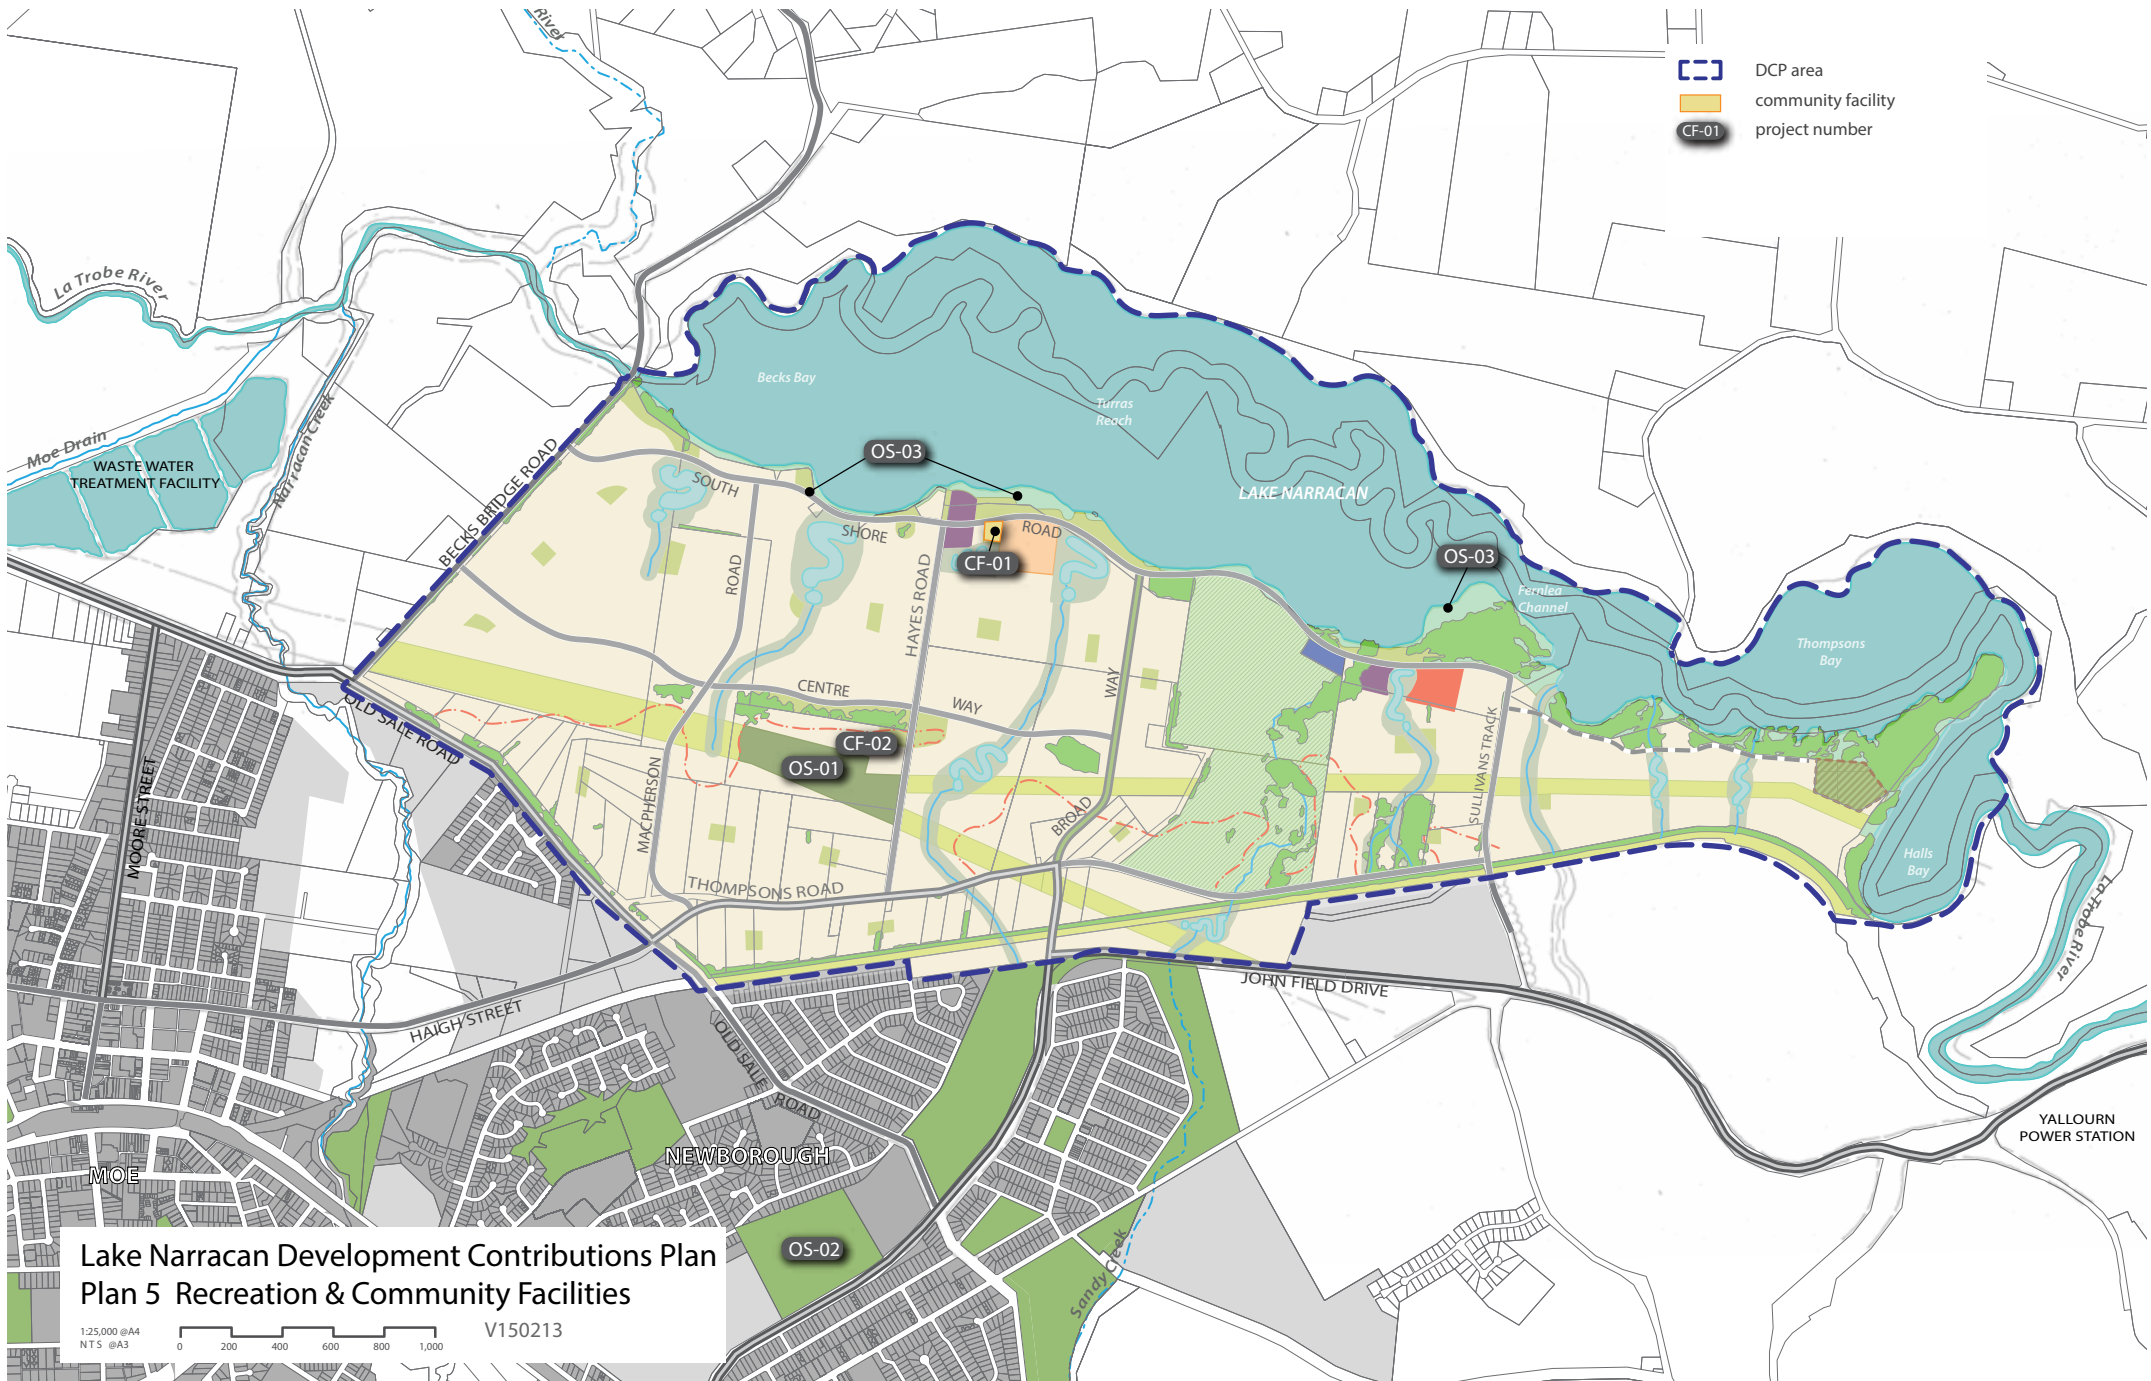 River
DCP area
community facility
CF-01
project number
La Trobe River
Becks Bay
Turras
Reach
Moe Drain
Narracan Creek
WASTE WATER
TREATMENT FACILITY
BECKS BRIDGE ROAD
OS-03
LAKE NARRACAN
SOUTH
SHORE
ROAD
ROAD
CF-01
HAYES ROAD
OS-03
Fernlea
Channel
Thompsons
Bay
CENTRE
WAY
WAY
OLD SALE ROAD
MOORE STREET
CF-02
OS-01
MACPHERSON
BROAD
SULLIVANS TRACK
THOMPSONS ROAD
Halls
Bay
La Trobe River
JOHN FIELD DRIVE
HAIGH STREET
OLD SALE
ROAD
YALLOURN
POWER STATION
NEWBOROUGH
MOE
OS-02
Sandy Creek
Lake Narracan Development Contributions Plan
Plan 5 Recreation & Community Facilities
V150213
1:25,000 @A4
NTS @A3
0 200 400 600 800 1,000